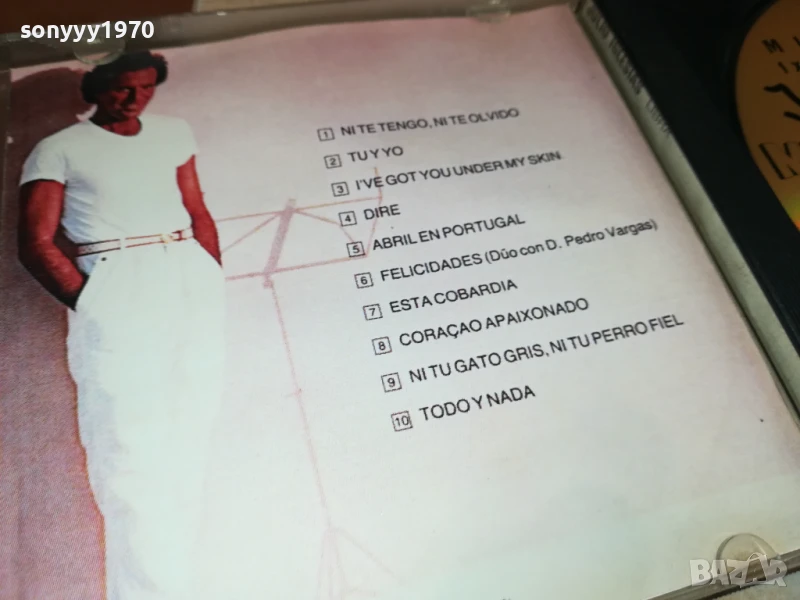 sonyyy1970
1 NI TE TENGO, NI TE OLVIDO
2 TU Y YO
3 I'VE GOT YOU UNDER MY SKIN
4 DIRE
5 ABRIL EN PORTUGAL
6 FELICIDADES (Dúo con D. Pedro Vargas)
7 ESTA COBARDIA
8 CORAÇAO APAIXONADO
9 NI TU GATO GRIS, NI TU PERRO FIEL
10 TODO Y NADA
BAZAR